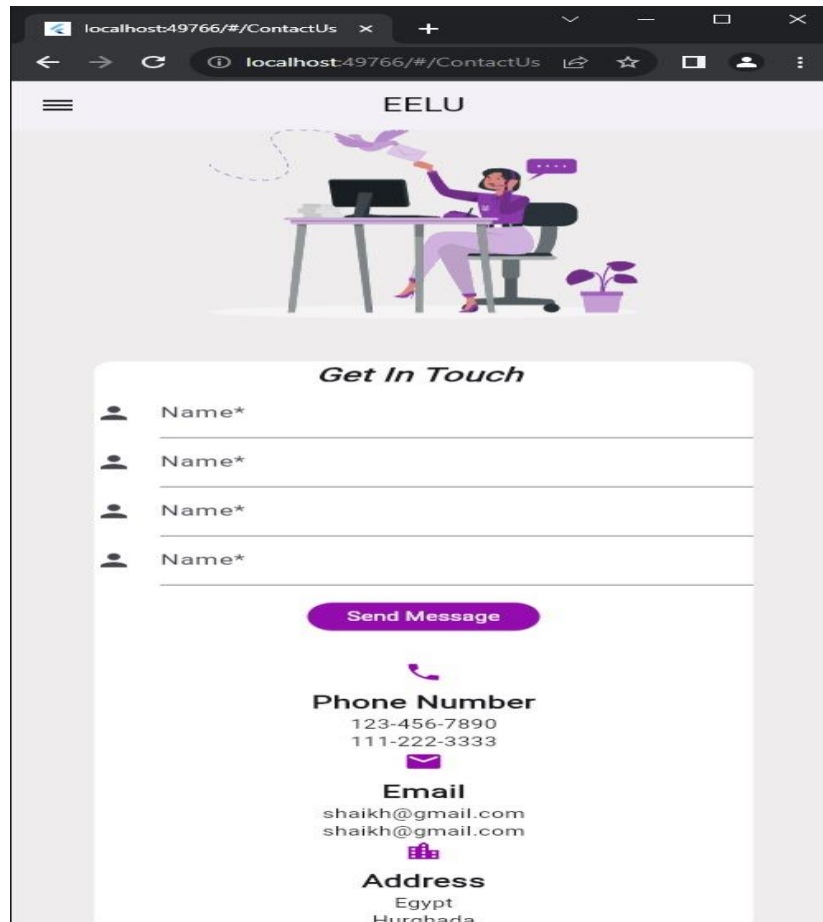 localhost:49766/#/ContactUs
localhost:49766/#/ContactUs
EELU
Get In Touch
Name*
Name*
Name*
Name*
Send Message
Phone Number
123-456-7890
111-222-3333
Email
shaikh@gmail.com
shaikh@gmail.com
Address
Egypt
Hurghada